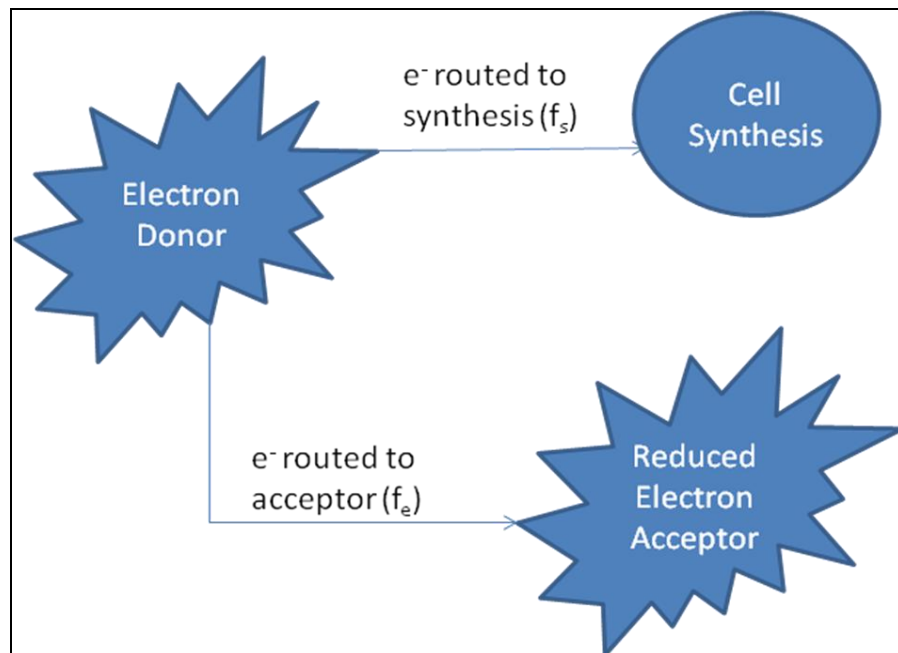 e⁻ routed to
synthesis (fₛ)
Cell
Synthesis
Electron
Donor
e⁻ routed to
acceptor (fₑ)
Reduced
Electron
Acceptor